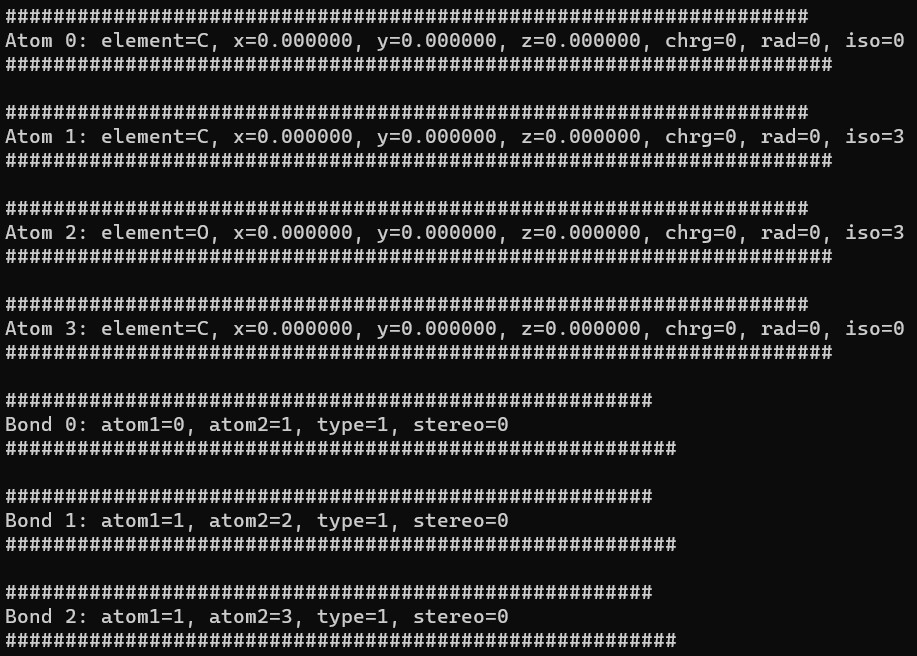 ###################################################################
Atom 0: element=C, x=0.000000, y=0.000000, z=0.000000, chrg=0, rad=0, iso=0
#####################################################################
###################################################################
Atom 1: element=C, x=0.000000, y=0.000000, z=0.000000, chrg=0, rad=0, iso=3
#####################################################################
###################################################################
Atom 2: element=O, x=0.000000, y=0.000000, z=0.000000, chrg=0, rad=0, iso=3
#####################################################################
###################################################################
Atom 3: element=C, x=0.000000, y=0.000000, z=0.000000, chrg=0, rad=0, iso=0
#####################################################################
######################################################
Bond 0: atom1=0, atom2=1, type=1, stereo=0
########################################################
######################################################
Bond 1: atom1=1, atom2=2, type=1, stereo=0
########################################################
######################################################
Bond 2: atom1=1, atom2=3, type=1, stereo=0
########################################################